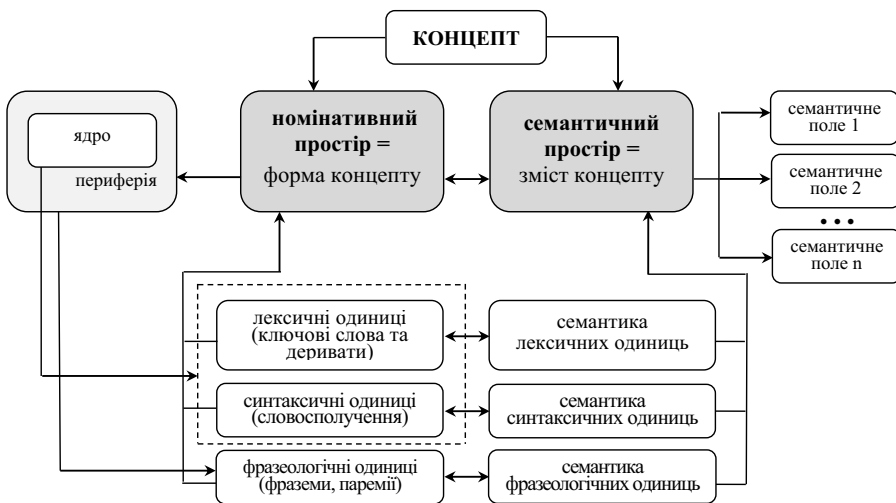 КОНЦЕПТ
ядро
периферія
номінативний
простір =
форма концепту
семантичний
простір =
зміст концепту
семантичне
поле 1
семантичне
поле 2
• • •
семантичне
поле n
лексичні одиниці
(ключові слова та
деривати)
семантика
лексичних одиниць
синтаксичні одиниці
(словосполучення)
семантика
синтаксичних одиниць
фразеологічні одиниці
(фраземи, паремії)
семантика
фразеологічних одиниць